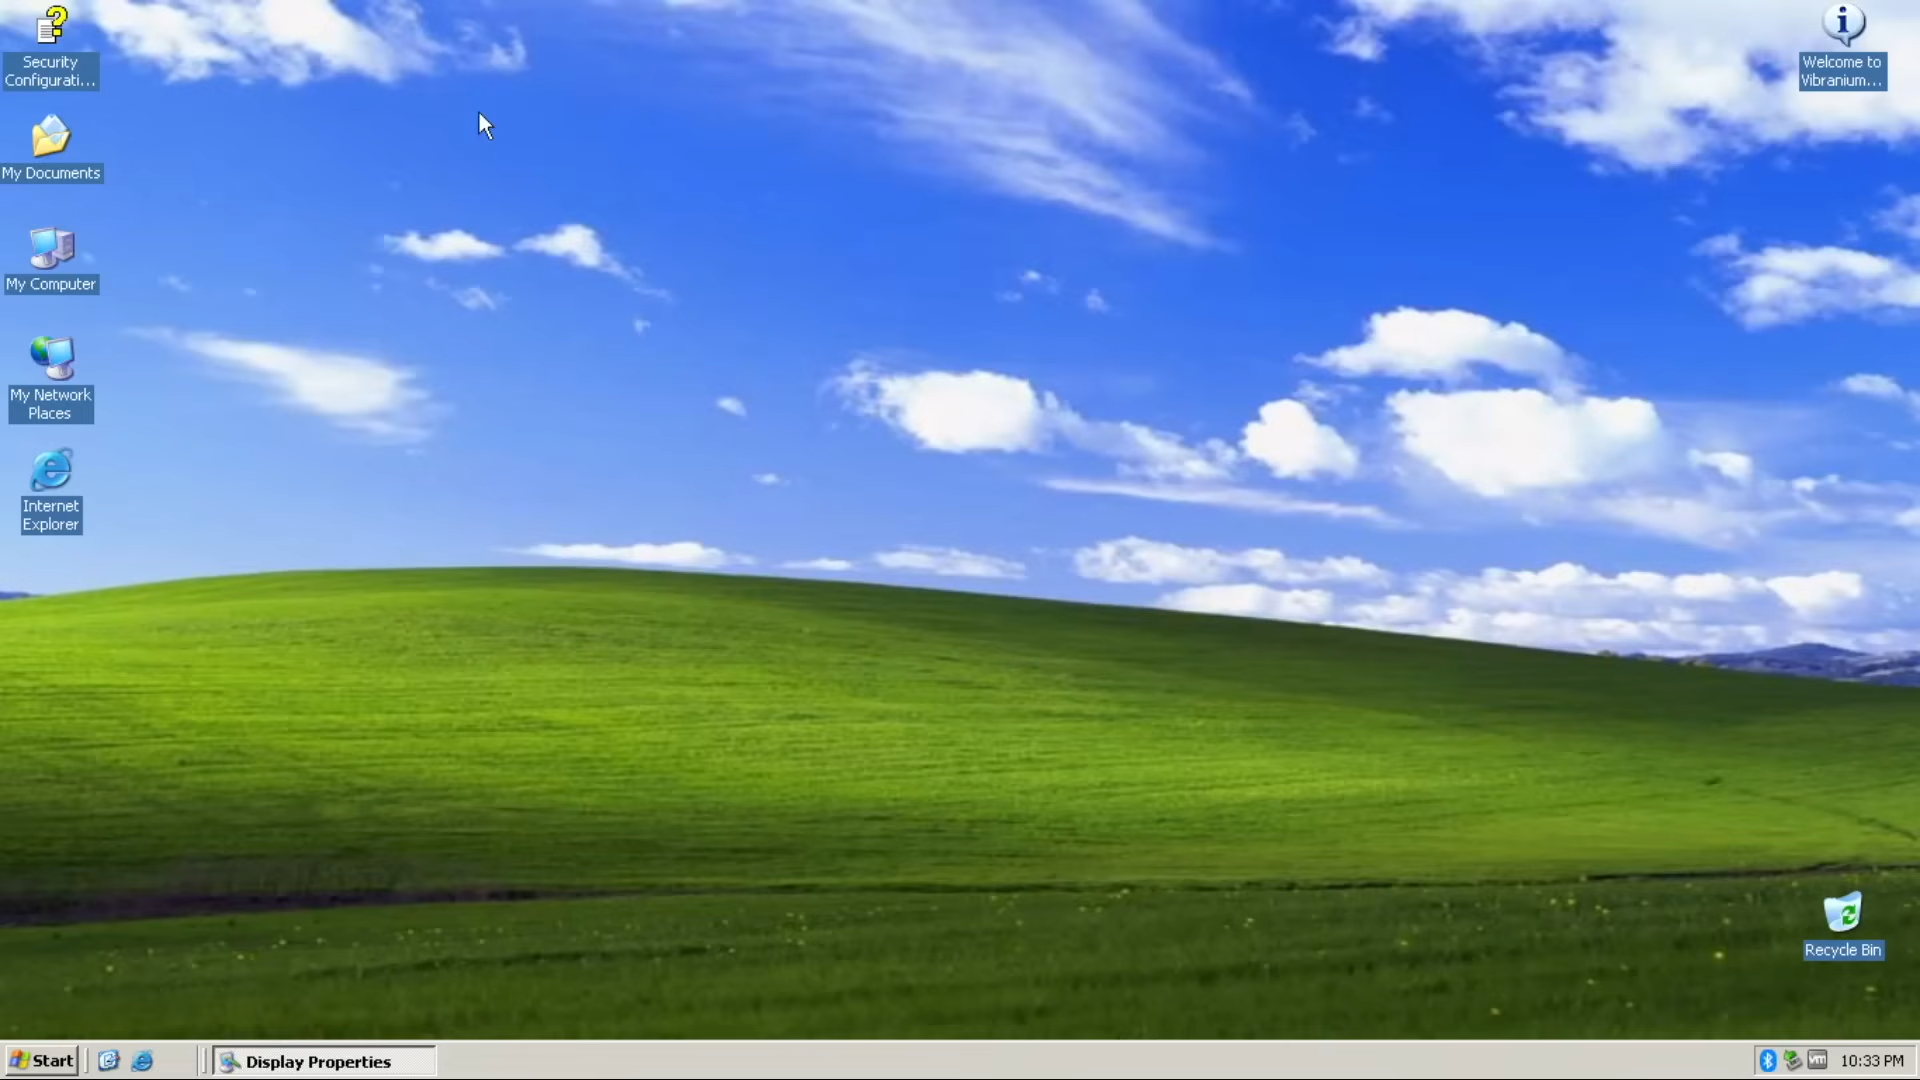 Security
Configurati...
My Documents
My Computer
My Network
Places
Internet
Explorer
Welcome to
Vibranium...
Recycle Bin
Start
Display Properties
10:33 PM